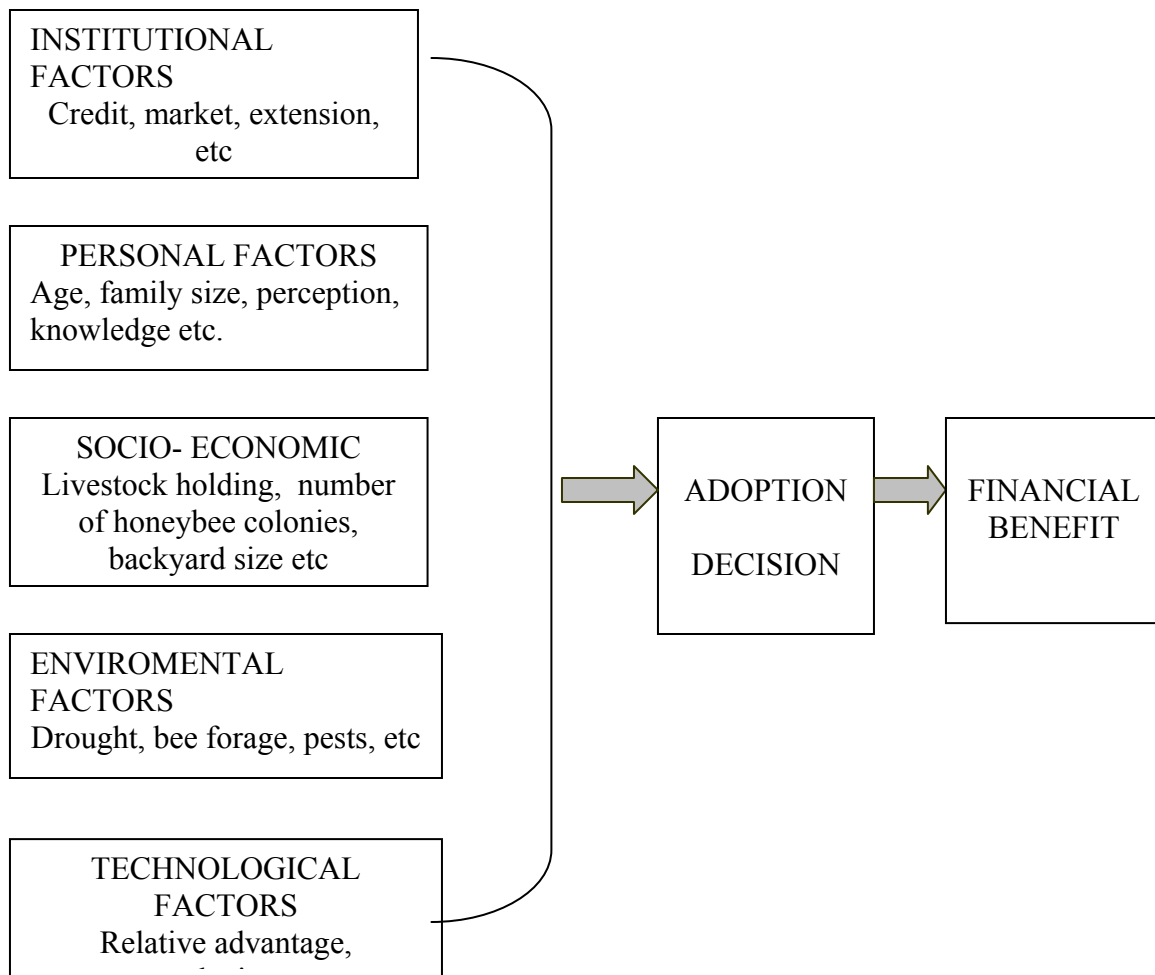 INSTITUTIONAL
FACTORS
Credit, market, extension,
etc
PERSONAL FACTORS
Age, family size, perception,
knowledge etc.
SOCIO- ECONOMIC
Livestock holding, number
of honeybee colonies,
backyard size etc
ENVIROMENTAL
FACTORS
Drought, bee forage, pests, etc
TECHNOLOGICAL
FACTORS
Relative advantage,
ADOPTION
DECISION
FINANCIAL
BENEFIT